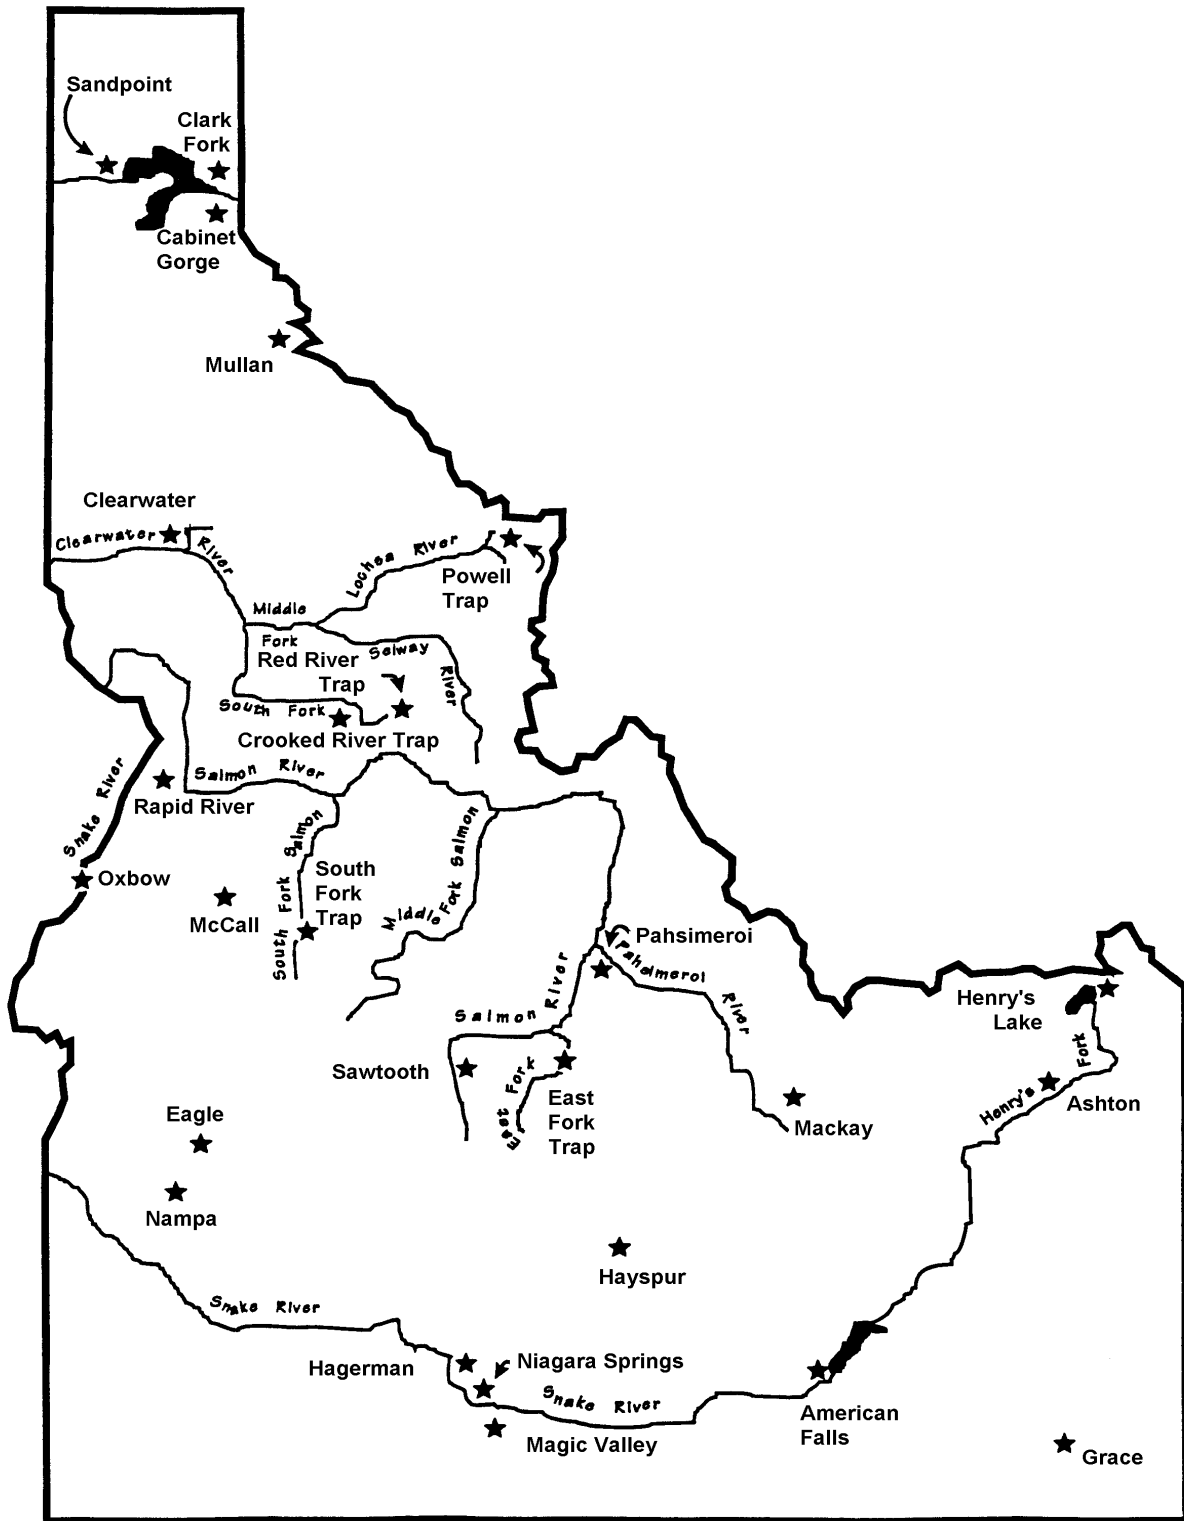 Sandpoint
Clark
Fork
Cabinet
Gorge
Mullan
Clearwater
Clearwater River
Lochsa River
Powell
Trap
Middle
Fork
Selway River
Red River
Trap
South Fork
Crooked River Trap
Salmon River
Snake River
Rapid River
South Fork Salmon
Middle Fork Salmon
Oxbow
McCall
South
Fork
Trap
Pahsimeroi
Pahsimeroi River
Salmon River
Henry's
Lake
Henry's Fork
Ashton
Sawtooth
East Fork
East
Fork
Trap
Mackay
Eagle
Nampa
Hayspur
Snake River
Hagerman
Niagara Springs
Snake River
Magic Valley
American
Falls
Grace